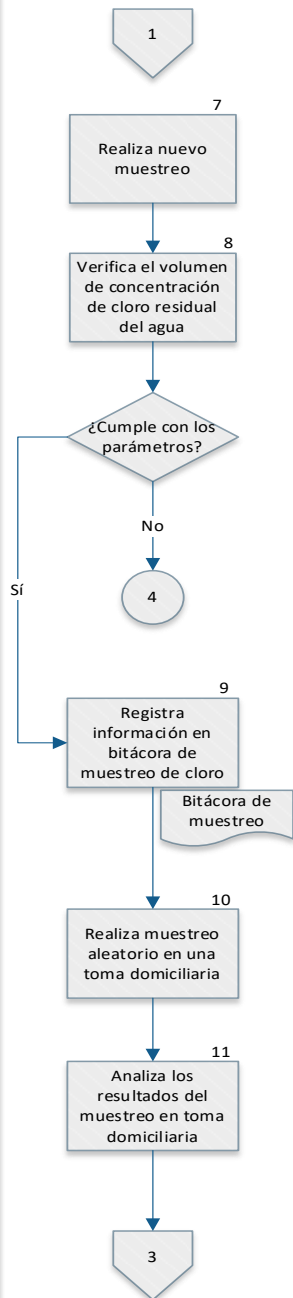 1
7
Realiza nuevo
muestreo
8
Verifica el volumen
de concentración
de cloro residual
del agua
¿Cumple con los
parámetros?
No
4
Sí
9
Registra
información en
bitácora de
muestreo de cloro
Bitácora de
muestreo
10
Realiza muestreo
aleatorio en una
toma domiciliaria
11
Analiza los
resultados del
muestreo en toma
domiciliaria
3